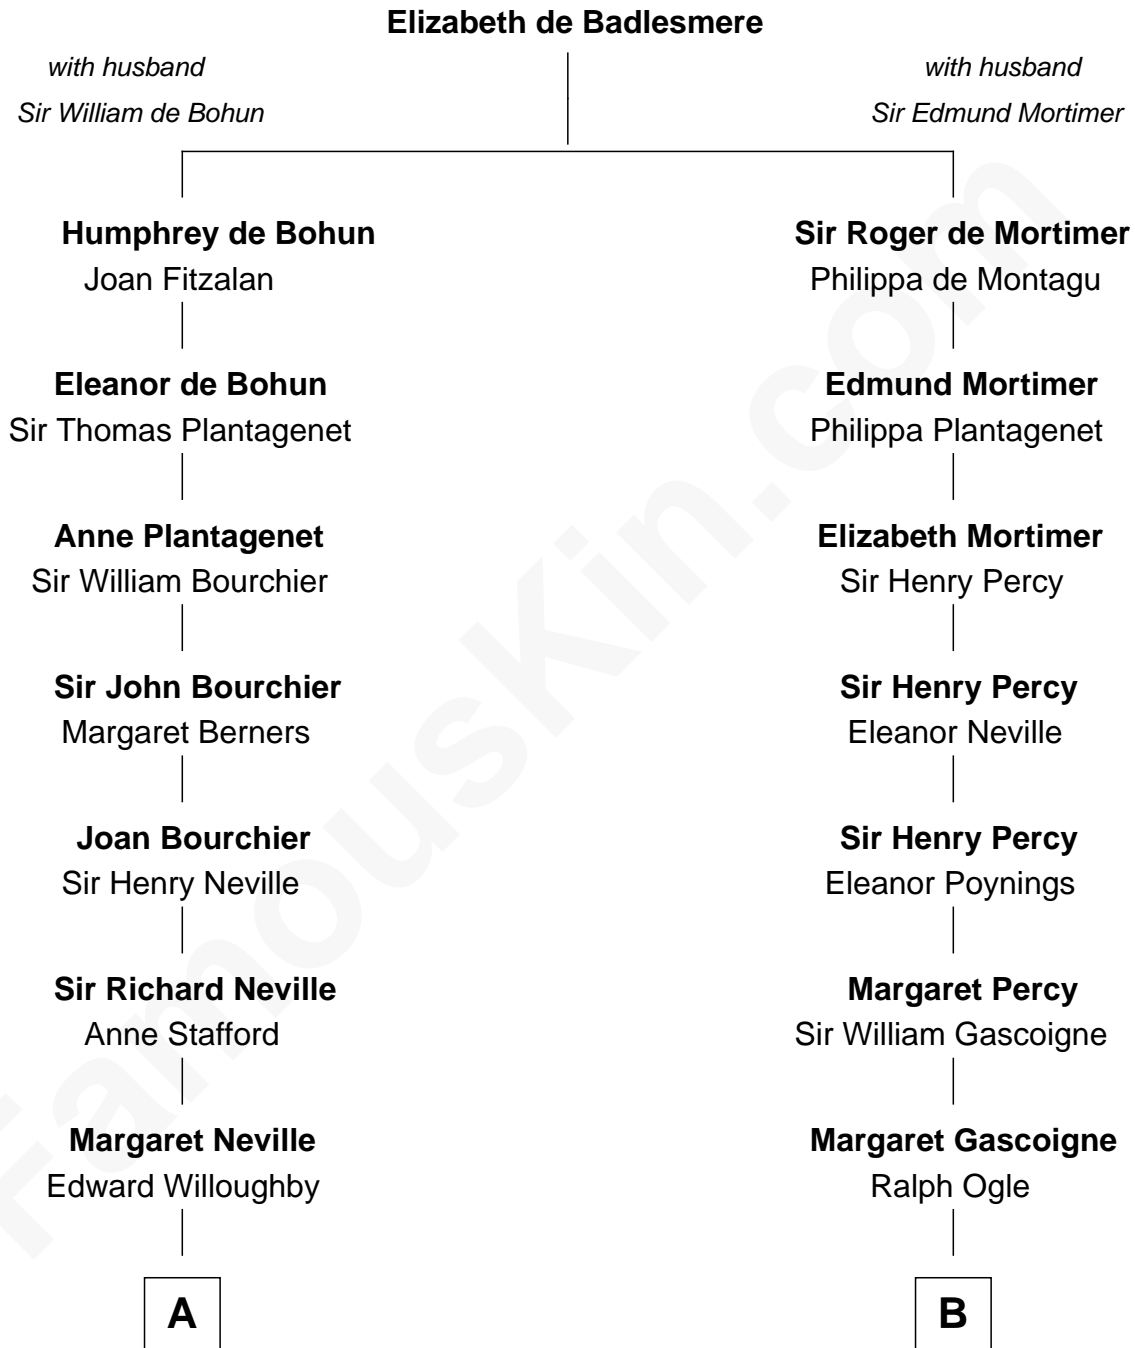 Elizabeth de Badlesmere
with husband
Sir William de Bohun
with husband
Sir Edmund Mortimer
Humphrey de Bohun
Joan Fitzalan
Sir Roger de Mortimer
Philippa de Montagu
Eleanor de Bohun
Sir Thomas Plantagenet
Edmund Mortimer
Philippa Plantagenet
Anne Plantagenet
Sir William Bourchier
Elizabeth Mortimer
Sir Henry Percy
Sir John Bourchier
Margaret Berners
Sir Henry Percy
Eleanor Neville
Joan Bourchier
Sir Henry Neville
Sir Henry Percy
Eleanor Poynings
Sir Richard Neville
Anne Stafford
Margaret Percy
Sir William Gascoigne
Margaret Neville
Edward Willoughby
Margaret Gascoigne
Ralph Ogle
A
B
FamousKin.com